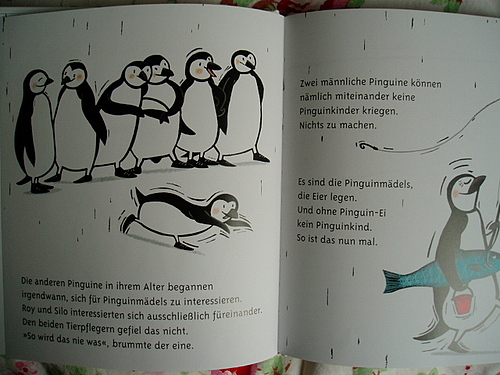 Die anderen Pinguine in ihrem Alter begannen
irgendwann, sich für Pinguinmädels zu interessieren.
Roy und Silo interessierten sich ausschließlich füreinander.
Den beiden Tierpflegern gefiel das nicht.
»So wird das nie was«, brummte der eine.
Zwei männliche Pinguine können
nämlich miteinander keine
Pinguinkinder kriegen.
Nichts zu machen.
Es sind die Pinguinmädels,
die Eier legen.
Und ohne Pinguin-Ei
kein Pinguinkind.
So ist das nun mal.